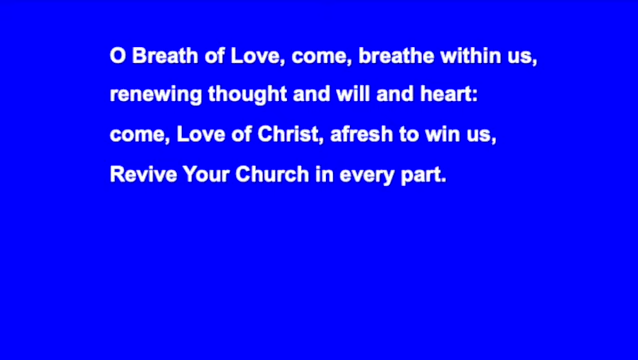 O Breath of Love, come, breathe within us,
renewing thought and will and heart:
come, Love of Christ, afresh to win us,
Revive Your Church in every part.